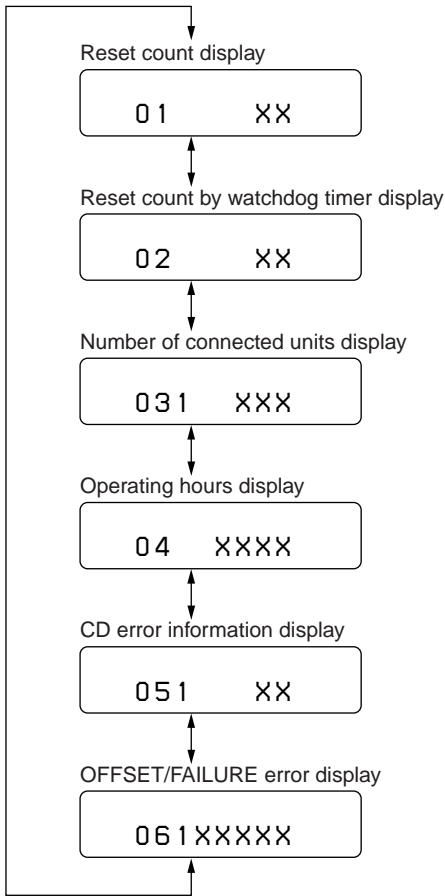 Reset count display
01 XX
Reset count by watchdog timer display
02 XX
Number of connected units display
031 XXX
Operating hours display
04 XXXX
CD error information display
051 XX
OFFSET/FAILURE error display
061XXXXX